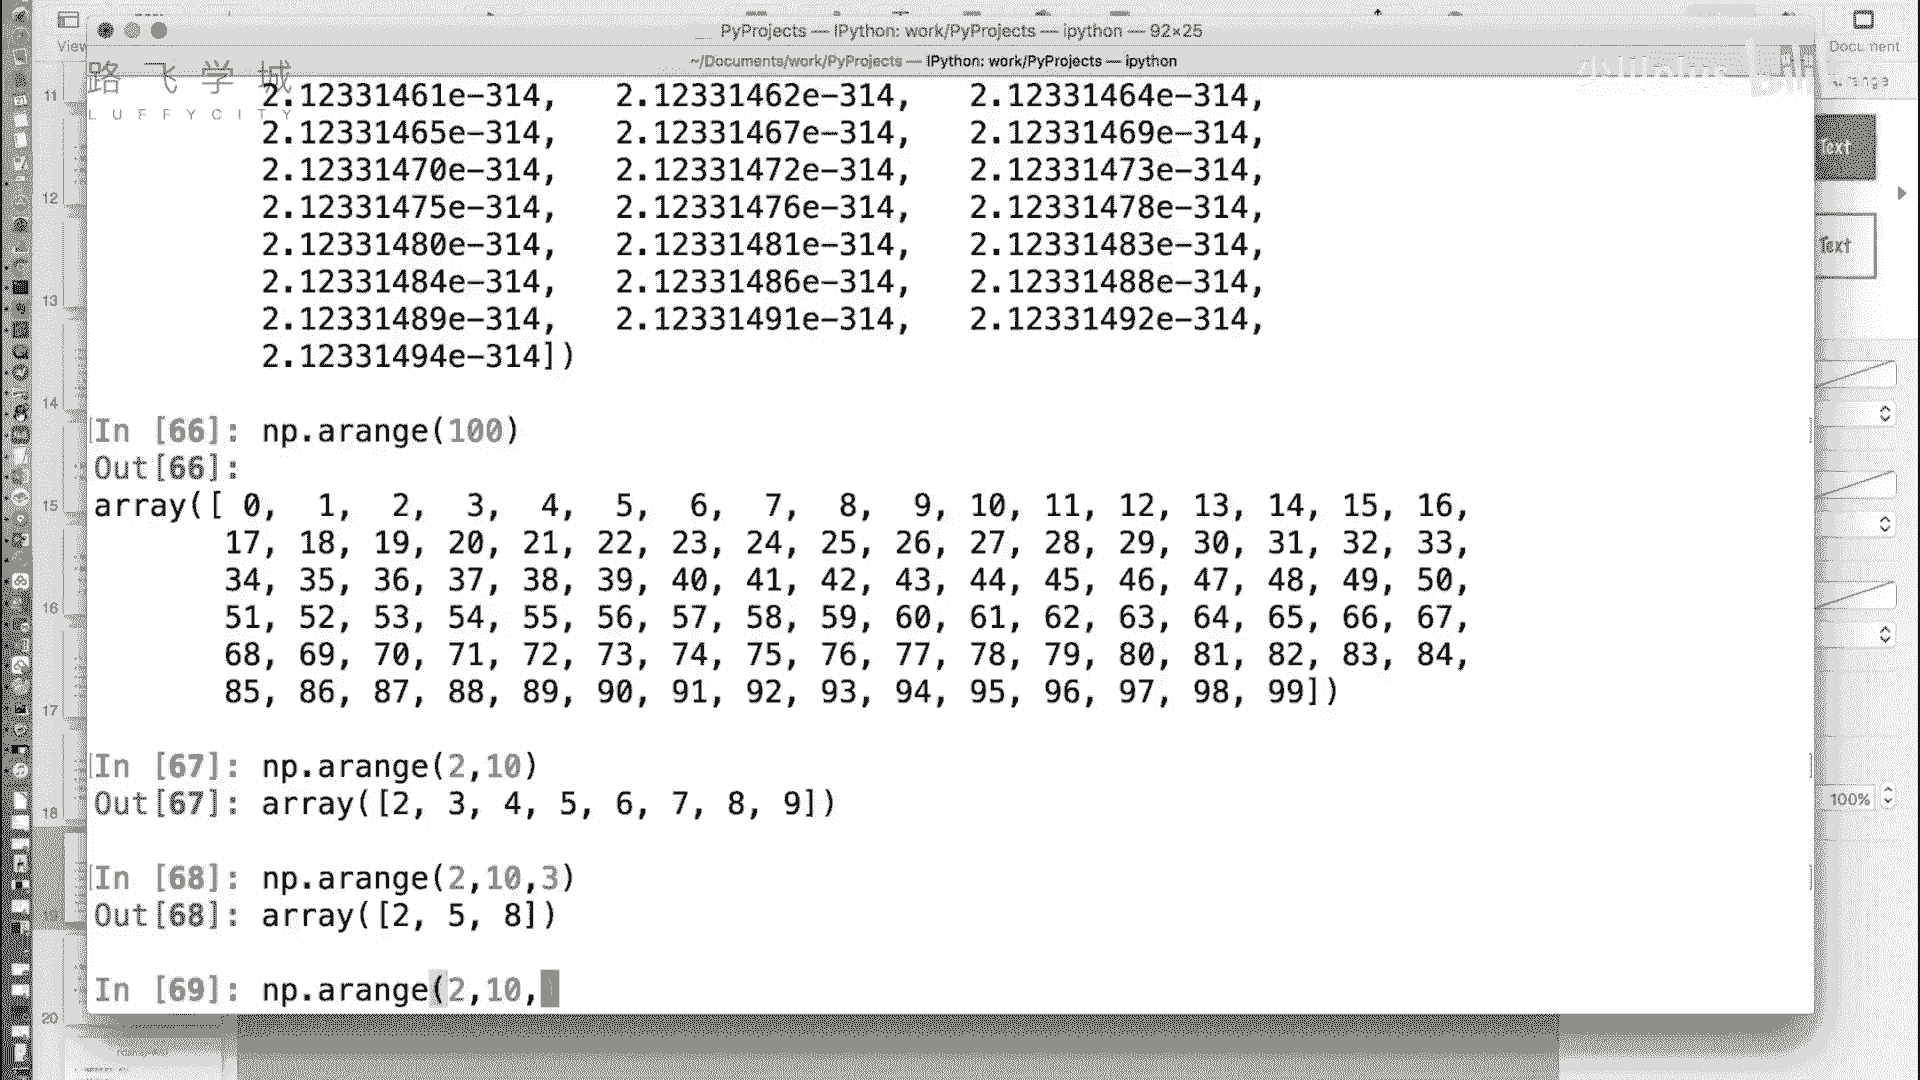 PyProjects — IPython: work/PyProjects — ipython — 92×25
View
~/Documents/work/PyProjects — IPython: work/PyProjects — ipython
路飞学城
LUFFYCITY
2.12331461e-314, 2.12331462e-314, 2.12331464e-314,
2.12331465e-314, 2.12331467e-314, 2.12331469e-314,
2.12331470e-314, 2.12331472e-314, 2.12331473e-314,
2.12331475e-314, 2.12331476e-314, 2.12331478e-314,
2.12331480e-314, 2.12331481e-314, 2.12331483e-314,
2.12331484e-314, 2.12331486e-314, 2.12331488e-314,
2.12331489e-314, 2.12331491e-314, 2.12331492e-314,
2.12331494e-314])
In [66]: np.arange(100)
Out[66]:
array([ 0, 1, 2, 3, 4, 5, 6, 7, 8, 9, 10, 11, 12, 13, 14, 15, 16,
17, 18, 19, 20, 21, 22, 23, 24, 25, 26, 27, 28, 29, 30, 31, 32, 33,
34, 35, 36, 37, 38, 39, 40, 41, 42, 43, 44, 45, 46, 47, 48, 49, 50,
51, 52, 53, 54, 55, 56, 57, 58, 59, 60, 61, 62, 63, 64, 65, 66, 67,
68, 69, 70, 71, 72, 73, 74, 75, 76, 77, 78, 79, 80, 81, 82, 83, 84,
85, 86, 87, 88, 89, 90, 91, 92, 93, 94, 95, 96, 97, 98, 99])
In [67]: np.arange(2,10)
Out[67]: array([2, 3, 4, 5, 6, 7, 8, 9])
In [68]: np.arange(2,10,3)
Out[68]: array([2, 5, 8])
In [69]: np.arange(2,10,
11
12
13
14
15
16
17
18
19
20
Text
Text
100%